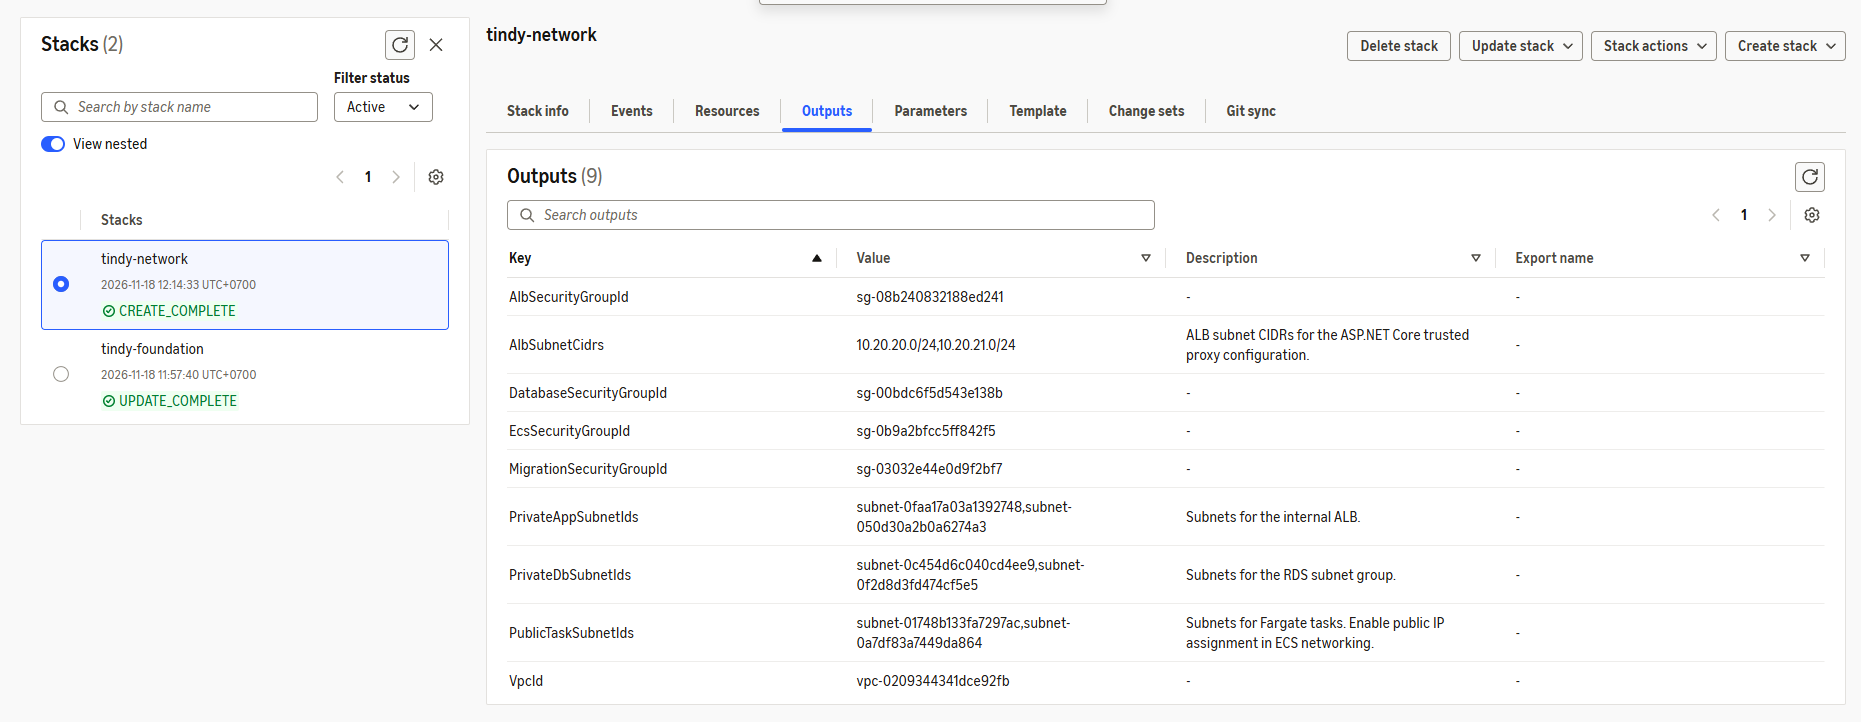 Stacks (2)
Filter status
Search by stack name
Active
View nested
1
Stacks
tindy-network
2026-11-18 12:14:33 UTC+0700
CREATE_COMPLETE
tindy-foundation
2026-11-18 11:57:40 UTC+0700
UPDATE_COMPLETE
tindy-network
Delete stack
Update stack
Stack actions
Create stack
Stack info
Events
Resources
Outputs
Parameters
Template
Change sets
Git sync
Outputs (9)
Search outputs
1
Key
Value
Description
Export name
AlbSecurityGroupId
sg-08b240832188ed241
-
-
AlbSubnetCidrs
10.20.20.0/24,10.20.21.0/24
ALB subnet CIDRs for the ASP.NET Core trusted
proxy configuration.
-
DatabaseSecurityGroupId
sg-00bdc6f5d543e138b
-
-
EcsSecurityGroupId
sg-0b9a2bfcc5ff842f5
-
-
MigrationSecurityGroupId
sg-03032e44e0d9f2bf7
-
-
PrivateAppSubnetIds
subnet-0faa17a03a1392748,subnet-
050d30a2b0a6274a3
Subnets for the internal ALB.
-
PrivateDbSubnetIds
subnet-0c454d6c040cd4ee9,subnet-
0f2d8d3fd474cf5e5
Subnets for the RDS subnet group.
-
PublicTaskSubnetIds
subnet-01748b133fa7297ac,subnet-
0a7df83a7449da864
Subnets for Fargate tasks. Enable public IP
assignment in ECS networking.
-
VpcId
vpc-0209344341dce92fb
-
-